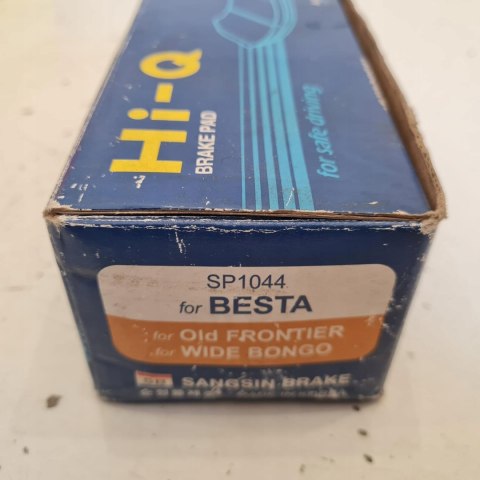 Hi-Q
BRAKE PAD
for safe driving
SP1044
for BESTA
for Old FRONTIER
for WIDE BONGO
SANGSIN BRAKE